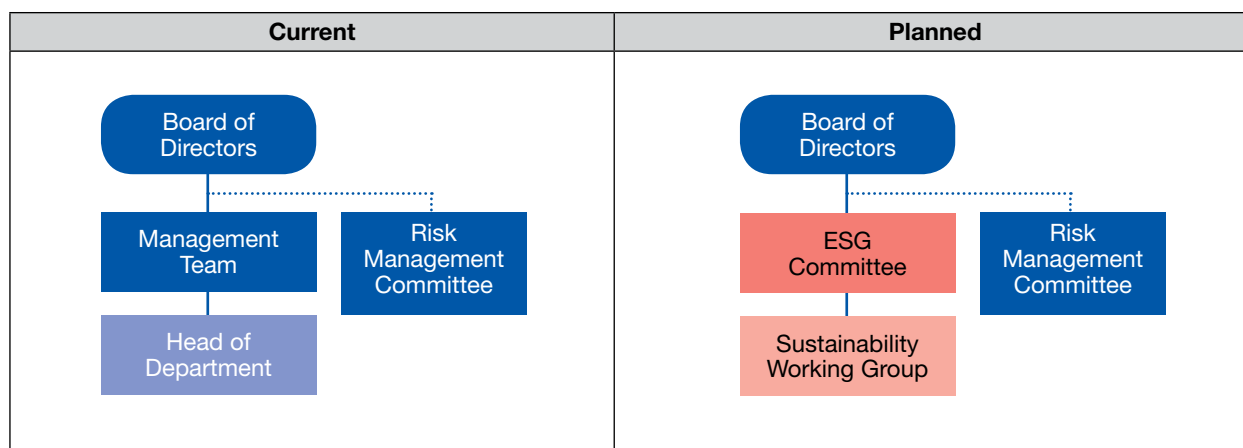 Current
Board of
Directors
Management
Team
Risk
Management
Committee
Head of
Department
Planned
Board of
Directors
ESG
Committee
Risk
Management
Committee
Sustainability
Working Group